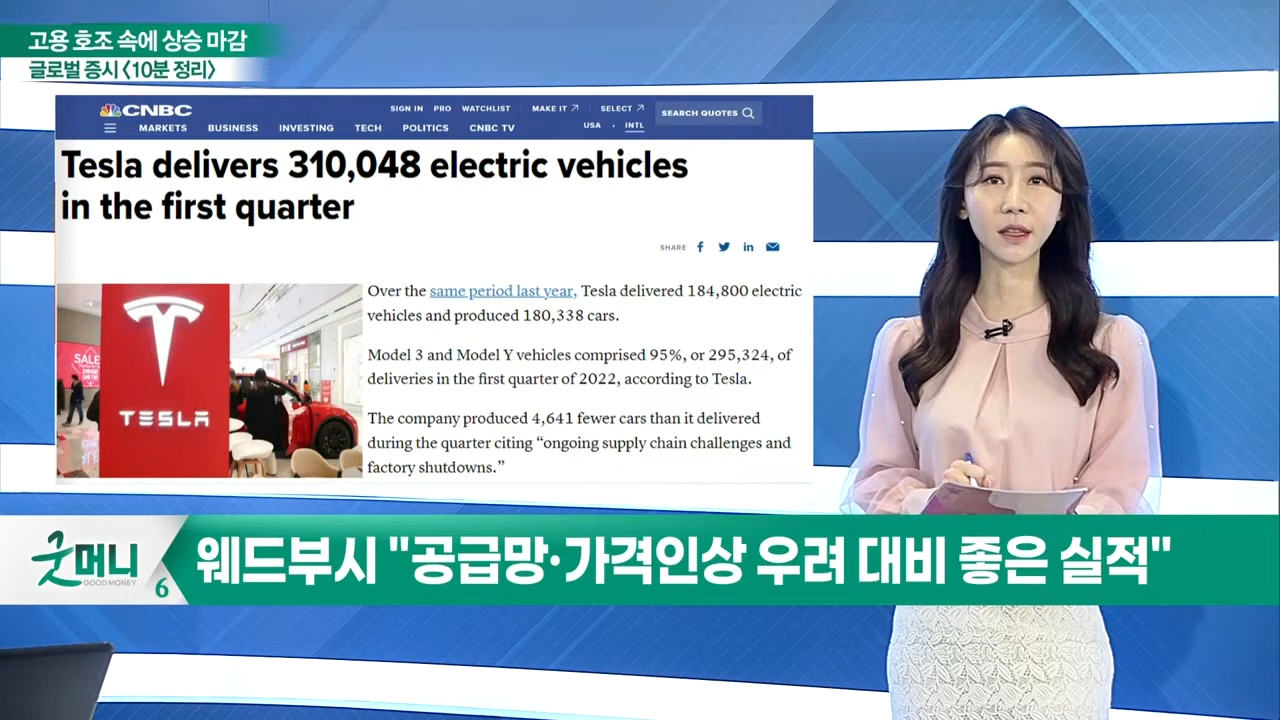 고용 호조 속에 상승 마감
글로벌 증시 <10분 정리>
CNBC
SIGN IN PRO WATCHLIST MAKE IT SELECT SEARCH QUOTES
MARKETS BUSINESS INVESTING TECH POLITICS CNBC TV USA · INTL
Tesla delivers 310,048 electric vehicles
in the first quarter
SHARE
Over the same period last year, Tesla delivered 184,800 electric
vehicles and produced 180,338 cars.
Model 3 and Model Y vehicles comprised 95%, or 295,324, of
deliveries in the first quarter of 2022, according to Tesla.
The company produced 4,641 fewer cars than it delivered
during the quarter citing “ongoing supply chain challenges and
factory shutdowns.”
SALE
TESLA
굿머니
GOOD MONEY
6
웨드부시 "공급망·가격인상 우려 대비 좋은 실적"